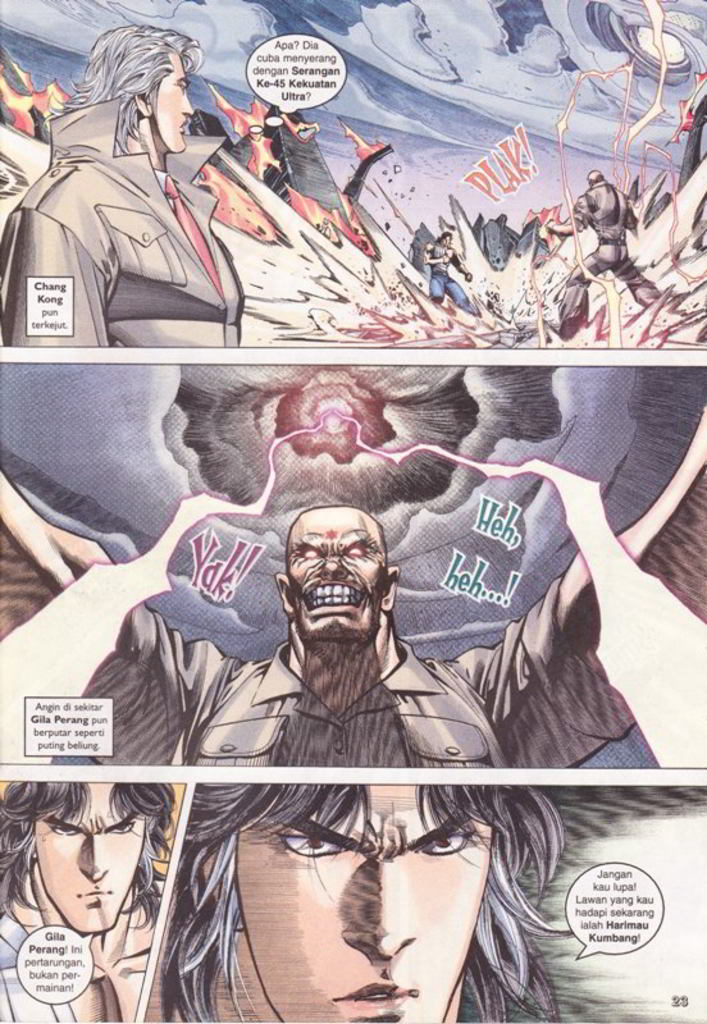 Apa? Dia
cuba menyerang
dengan Serangan
Ke-45 Kekuatan
Ultra?
PLAK!
Chang
Kong
pun
terkejut.
Yak!
Heh,
heh...!
Angin di sekitar
Gila Perang pun
berputar seperti
puting beliung.
Gila
Perang! Ini
pertarungan,
bukan per-
mainan!
Jangan
kau lupa!
Lawan yang kau
hadapi sekarang
ialah Harimau
Kumbang!
23